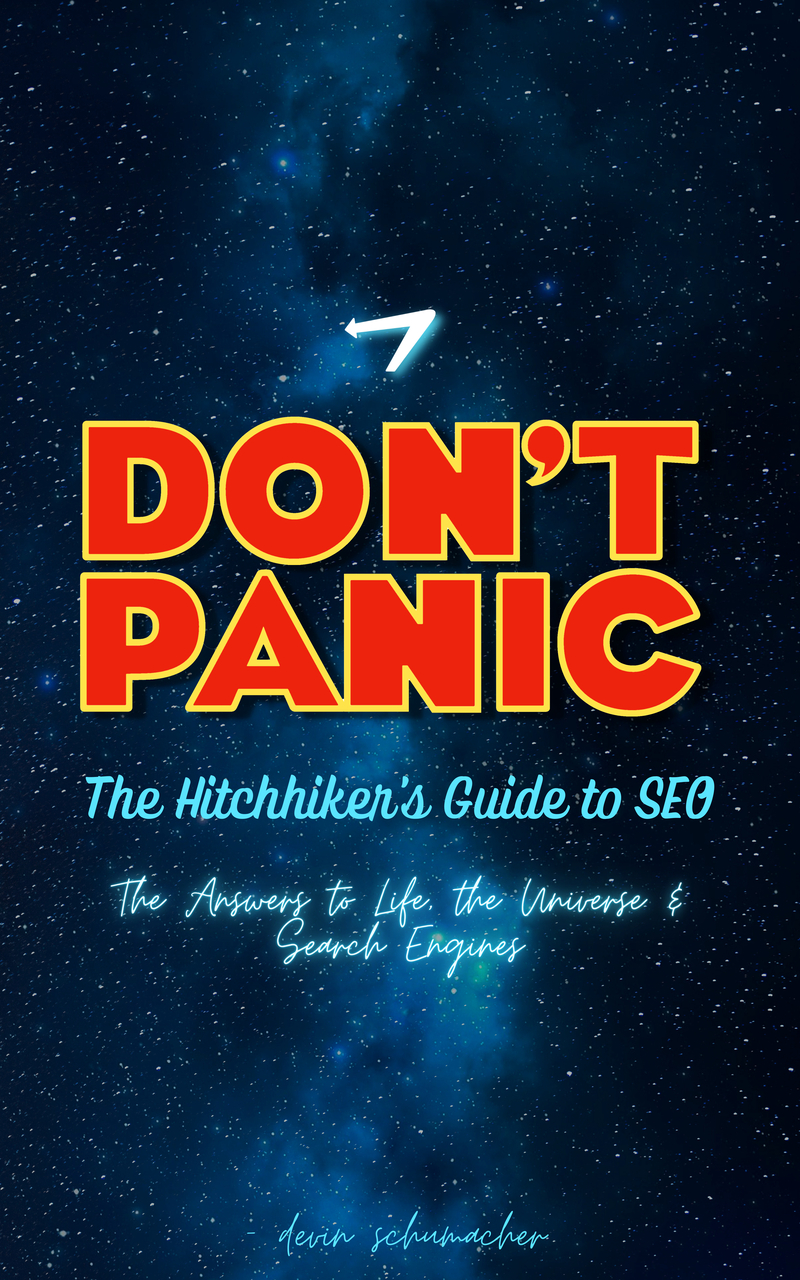 DON'T
PANIC
The Hitchhiker's Guide to SEO
The Answers to Life, the Universe &
Search Engines
- devin schumacher